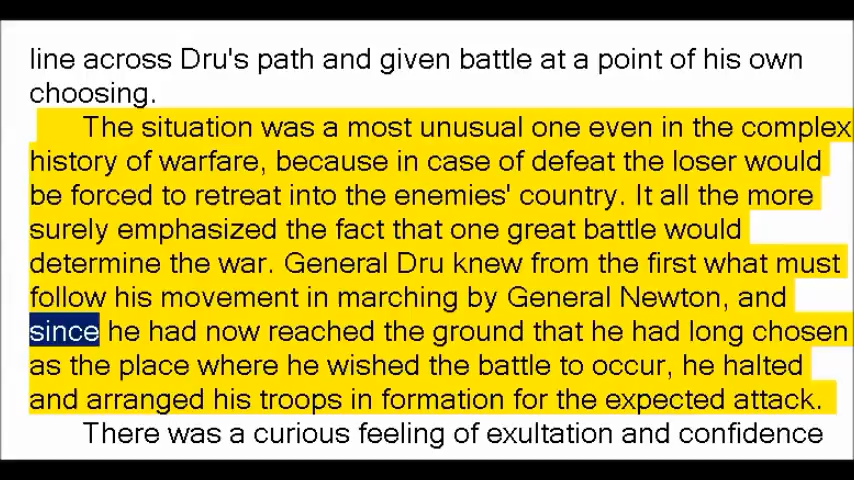 line across Dru's path and given battle at a point of his own
choosing.
The situation was a most unusual one even in the complex
history of warfare, because in case of defeat the loser would
be forced to retreat into the enemies' country. It all the more
surely emphasized the fact that one great battle would
determine the war. General Dru knew from the first what must
follow his movement in marching by General Newton, and
since he had now reached the ground that he had long chosen
as the place where he wished the battle to occur, he halted
and arranged his troops in formation for the expected attack.
There was a curious feeling of exultation and confidence